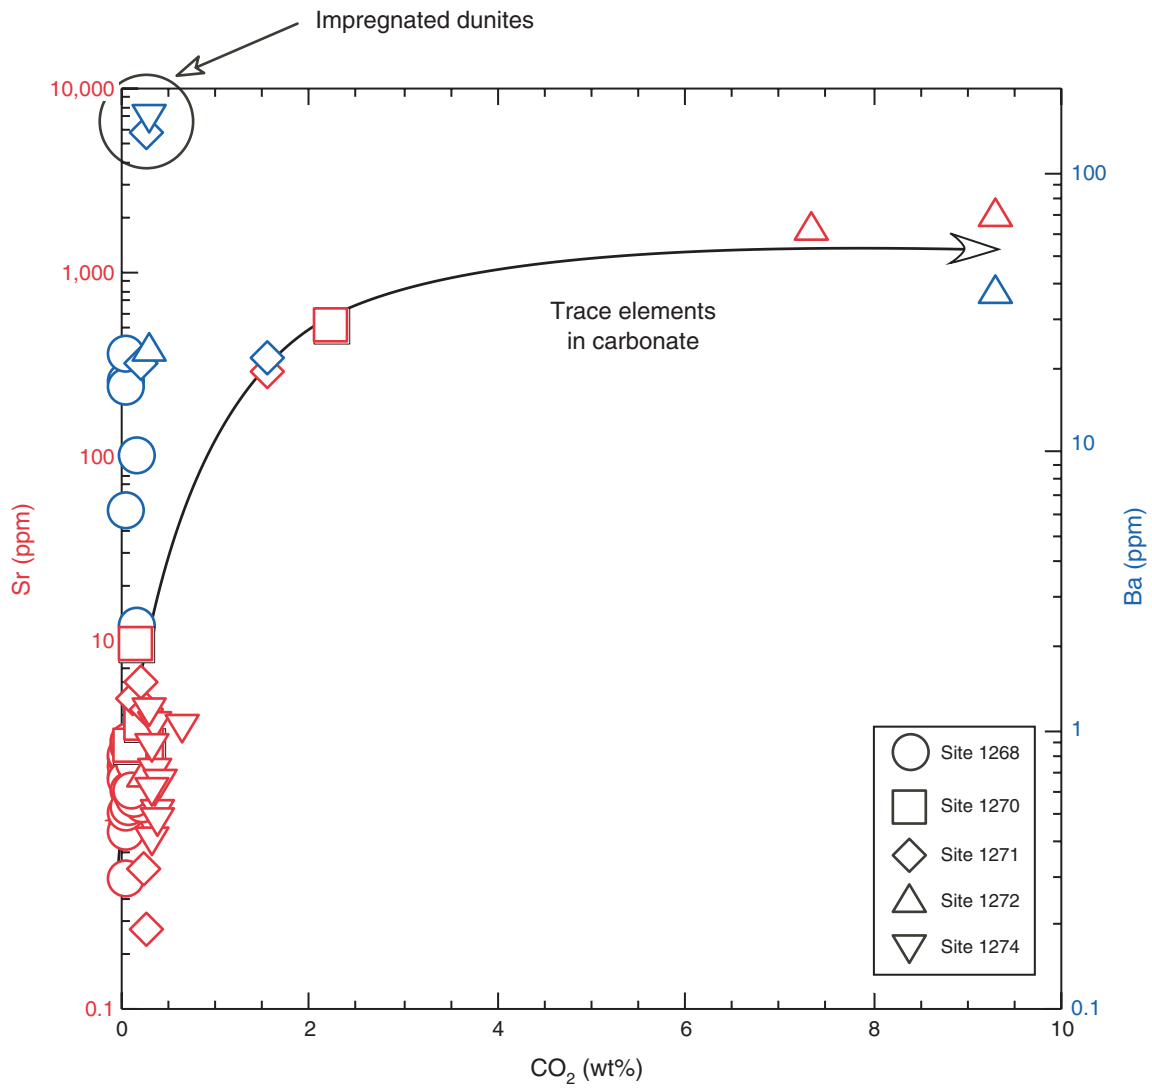 Impregnated dunites
10,000
1,000
100
10
0.1
Sr (ppm)
100
10
1
0.1
Ba (ppm)
Trace elements
in carbonate
Site 1268
Site 1270
Site 1271
Site 1272
Site 1274
0
2
4
6
8
10
CO2 (wt%)